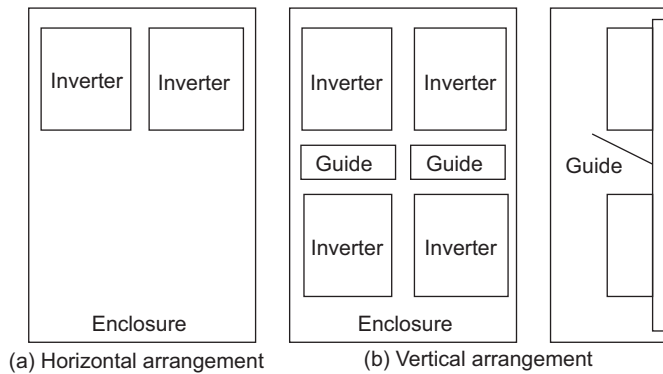 Inverter Inverter
Enclosure
(a) Horizontal arrangement
Inverter Inverter
Guide Guide
Inverter Inverter
Enclosure
Guide
(b) Vertical arrangement